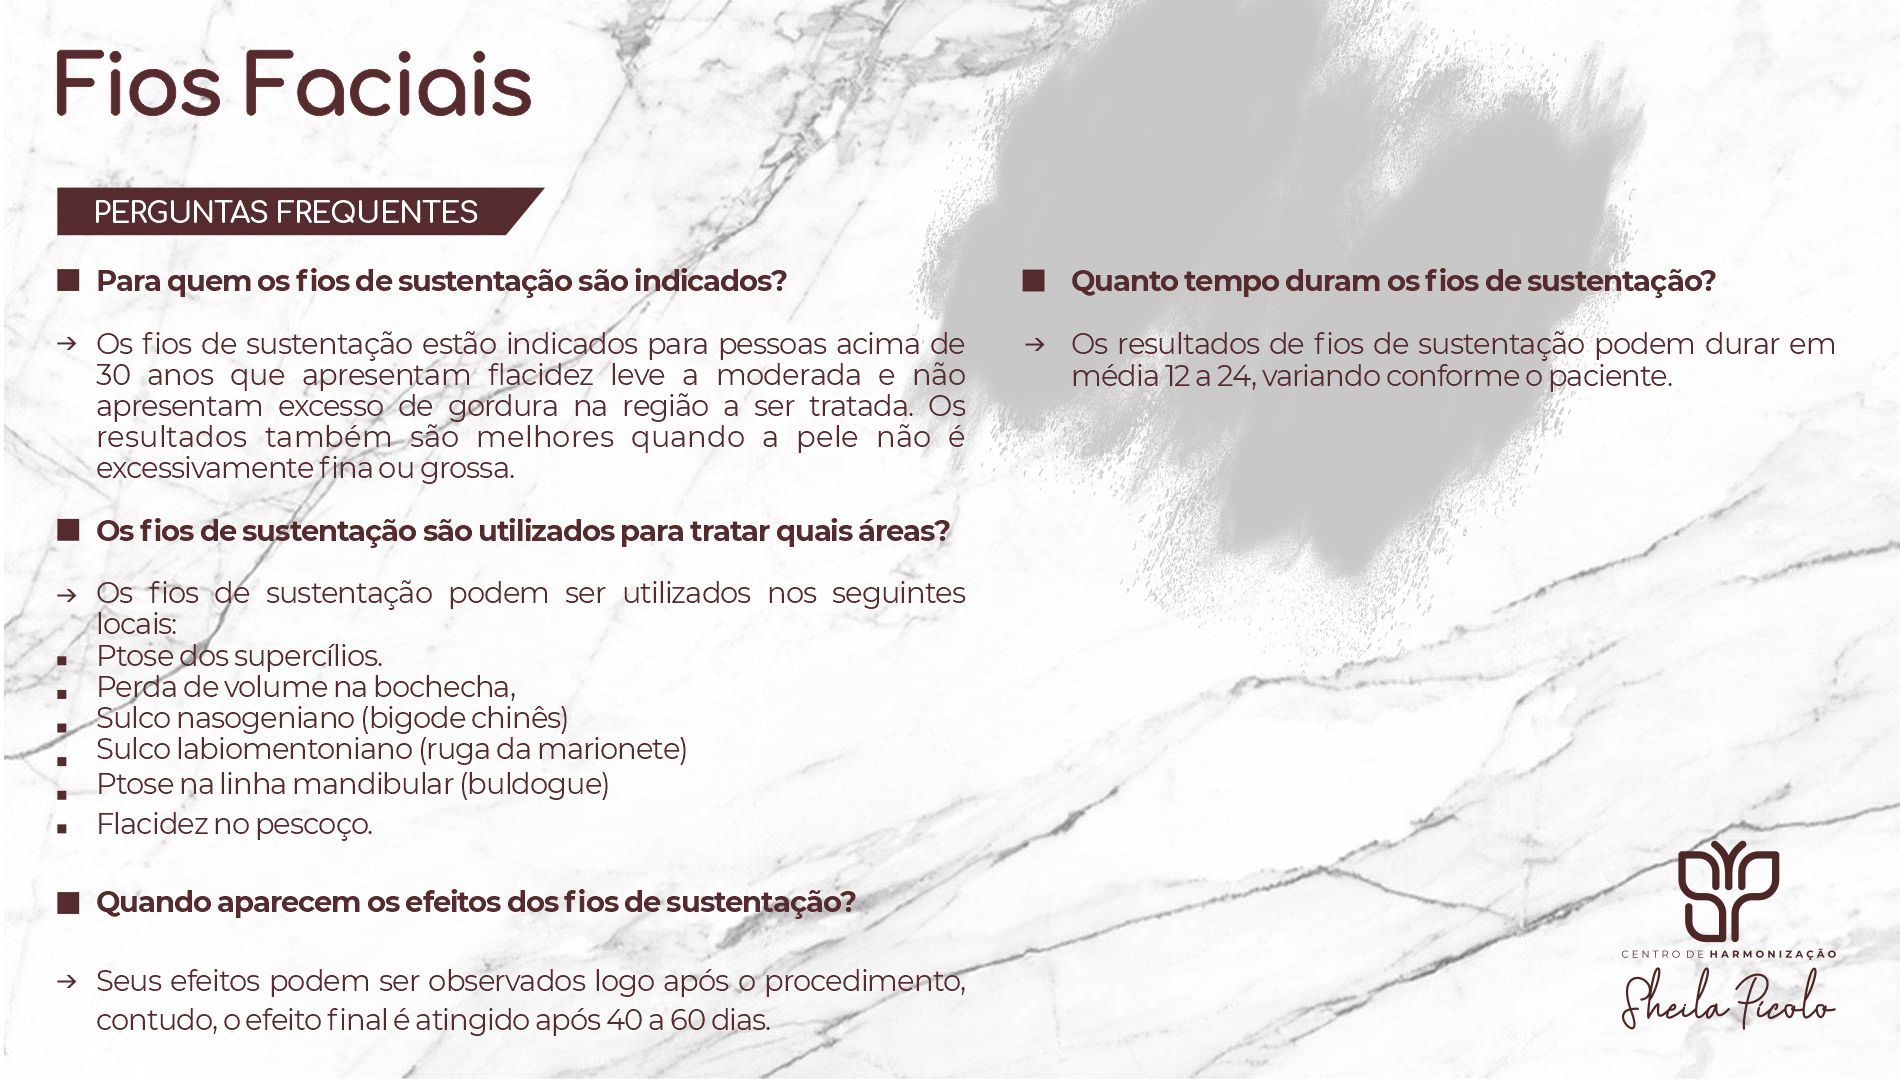 Fios Faciais
PERGUNTAS FREQUENTES
Para quem os fios de sustentação são indicados?
Os fios de sustentação estão indicados para pessoas acima de
30 anos que apresentam flacidez leve a moderada e não
apresentam excesso de gordura na região a ser tratada. Os
resultados também são melhores quando a pele não é
excessivamente fina ou grossa.
Os fios de sustentação são utilizados para tratar quais áreas?
Os fios de sustentação podem ser utilizados nos seguintes
locais:
Ptose dos supercílios.
Perda de volume na bochecha,
Sulco nasogeniano (bigode chinês)
Sulco labiomentoniano (ruga da marionete)
Ptose na linha mandibular (buldogue)
Flacidez no pescoço.
Quando aparecem os efeitos dos fios de sustentação?
Seus efeitos podem ser observados logo após o procedimento,
contudo, o efeito final é atingido após 40 a 60 dias.
Quanto tempo duram os fios de sustentação?
Os resultados de fios de sustentação podem durar em
média 12 a 24, variando conforme o paciente.
CENTRO DE HARMONIZAÇÃO
Sheila Picolo